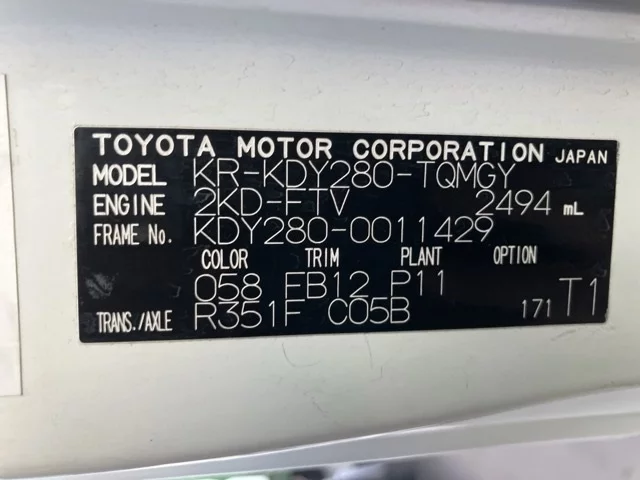 TOYOTA MOTOR CORPORATION JAPAN
MODEL KR-KDY280-TQMGY
ENGINE 2KD-FTV 2494 mL
FRAME No. KDY280-0011429
COLOR TRIM PLANT OPTION
058 FB12 P11
TRANS./AXLE R351F C05B 171 T1